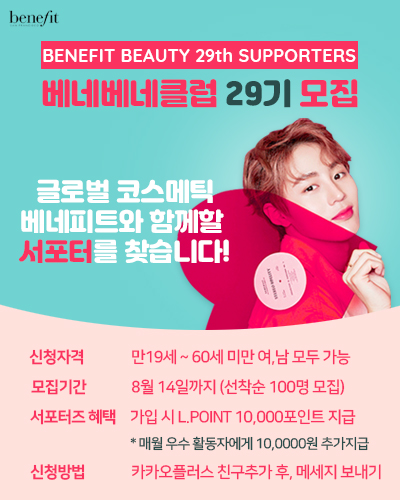 benefit
BENEFIT BEAUTY 29th SUPPORTERS
베네베네클럽 29기 모집
글로벌 코스메틱
베네피트와 함께할
서포터를 찾습니다!
신청자격 만19세 ~ 60세 미만 여,남 모두 가능
모집기간 8월 14일까지 (선착순 100명 모집)
서포터즈 혜택 가입 시 L.POINT 10,000포인트 지급
* 매월 우수 활동자에게 10,0000원 추가지급
신청방법 카카오플러스 친구추가 후, 메세지 보내기